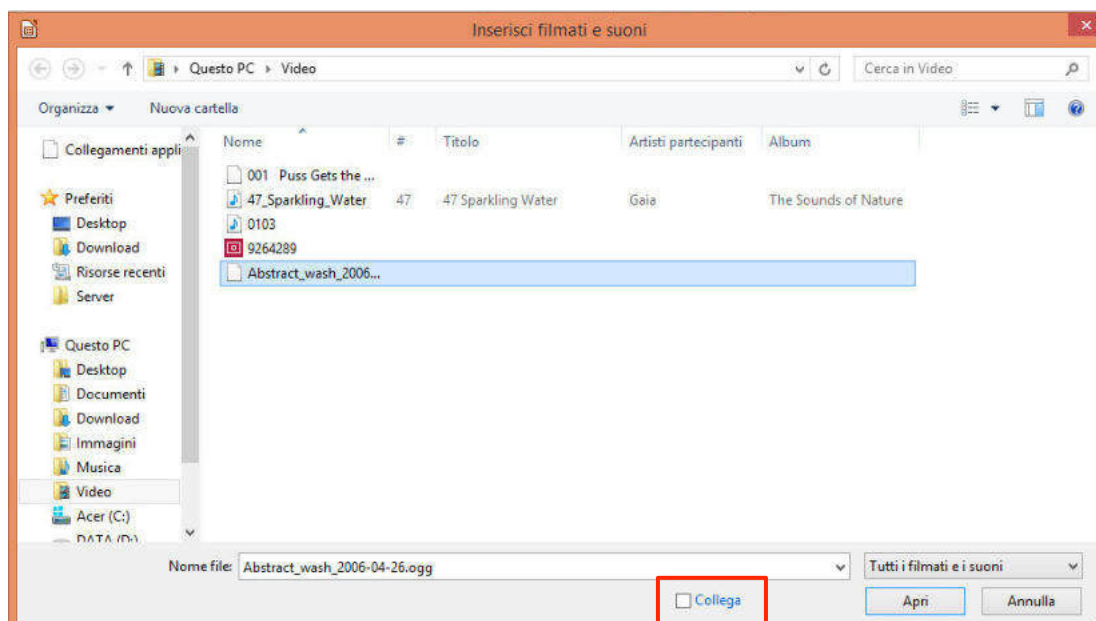 Inserisci filmati e suoni
Questo PC Video
Cerca in Video
Organizza Nuova cartella
Collegamenti appli
Preferiti
Desktop
Download
Risorse recenti
Server
Questo PC
Desktop
Documenti
Download
Immagini
Musica
Video
Acer (C:)
DATA (D:)
Nome # Titolo Artisti partecipanti Album
001 Puss Gets the ...
47_Sparkling_Water 47 47 Sparkling Water Gaia The Sounds of Nature
0103
9264289
Abstract_wash_2006...
Nome file: Abstract_wash_2006-04-26.ogg Tutti i filmati e i suoni
Collega Apri Annulla